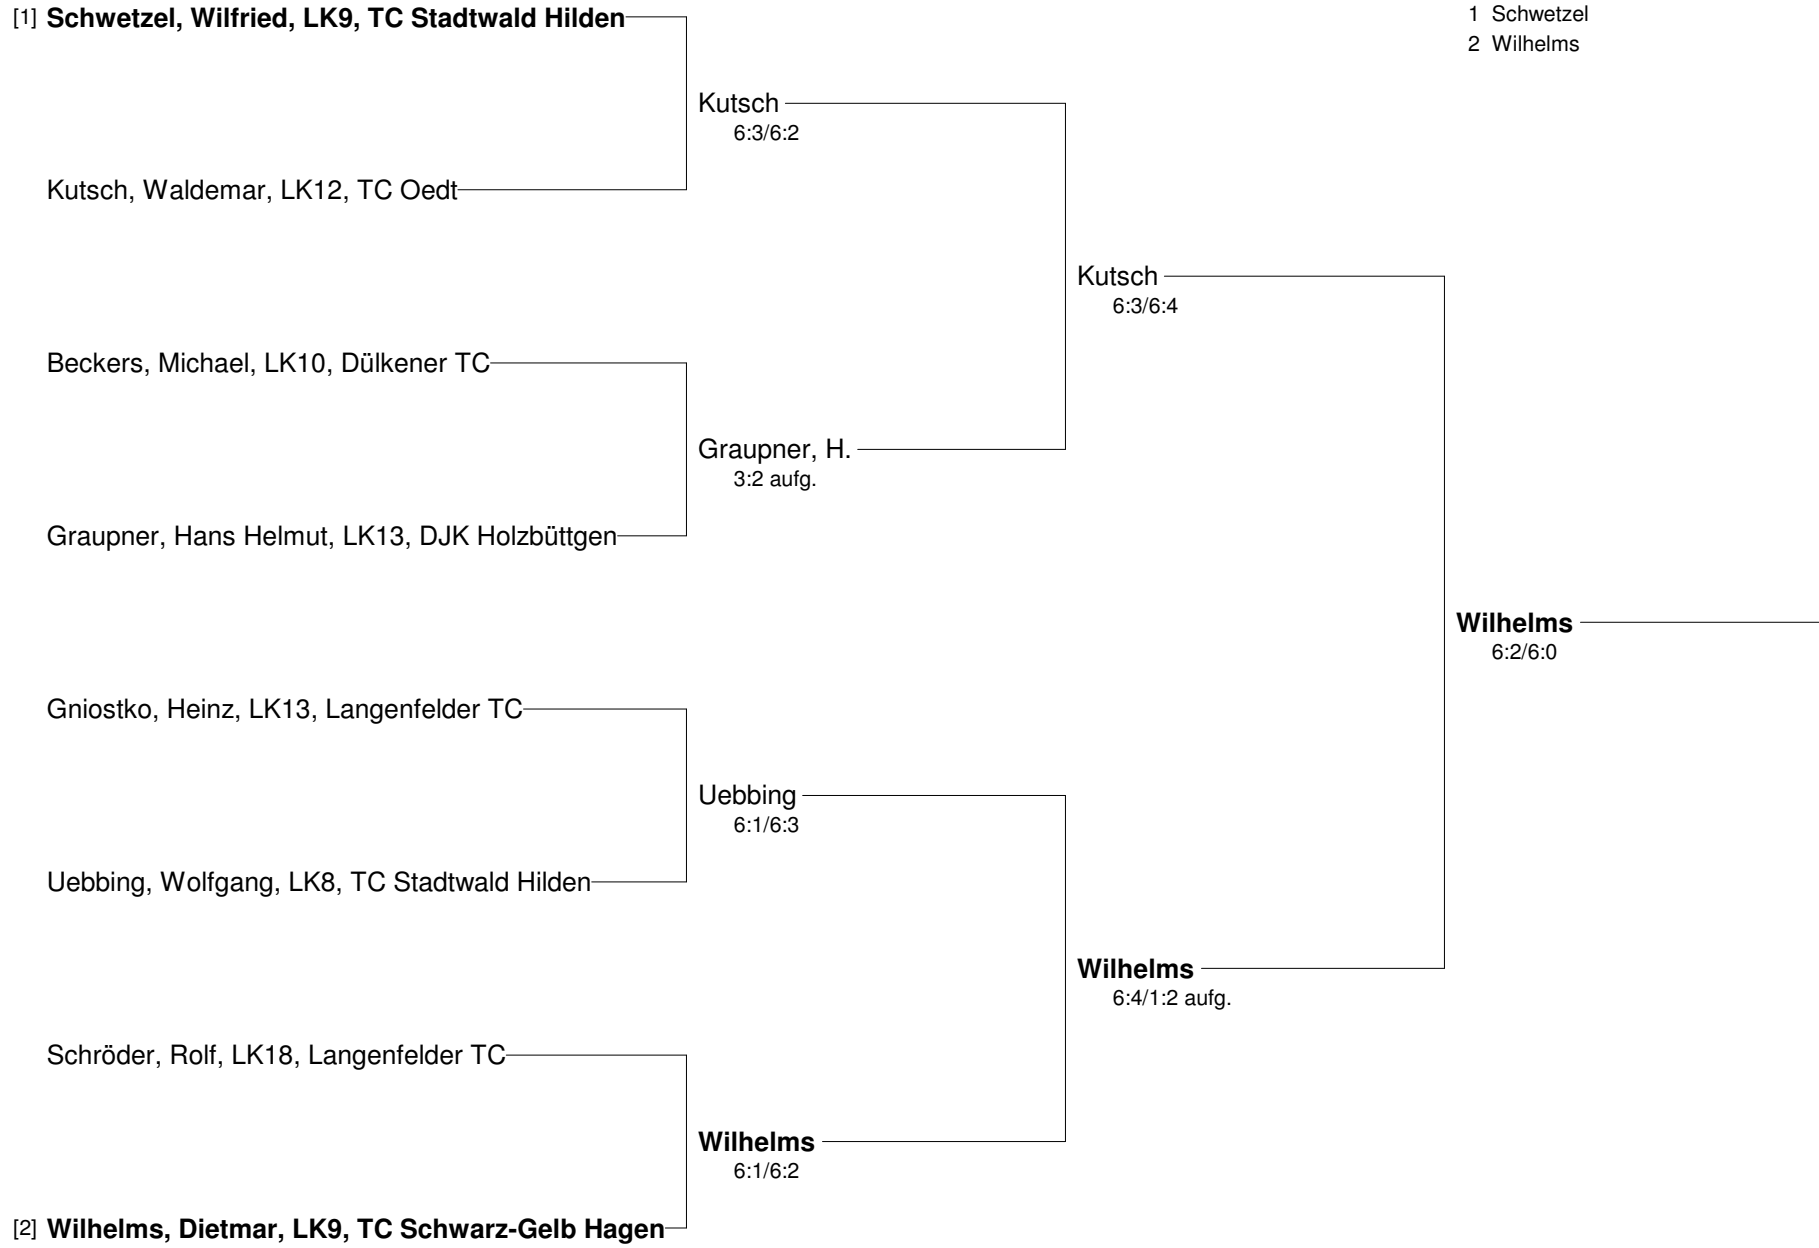 [1] Schwetzel, Wilfried, LK9, TC Stadtwald Hilden
1 Schwetzel
2 Wilhelms
Kutsch
6:3/6:2
Kutsch, Waldemar, LK12, TC Oedt
Kutsch
6:3/6:4
Beckers, Michael, LK10, Dülkener TC
Graupner, H.
3:2 aufg.
Graupner, Hans Helmut, LK13, DJK Holzbüttgen
Wilhelms
6:2/6:0
Gniostko, Heinz, LK13, Langenfelder TC
Uebbing
6:1/6:3
Uebbing, Wolfgang, LK8, TC Stadtwald Hilden
Wilhelms
6:4/1:2 aufg.
Schröder, Rolf, LK18, Langenfelder TC
Wilhelms
6:1/6:2
[2] Wilhelms, Dietmar, LK9, TC Schwarz-Gelb Hagen